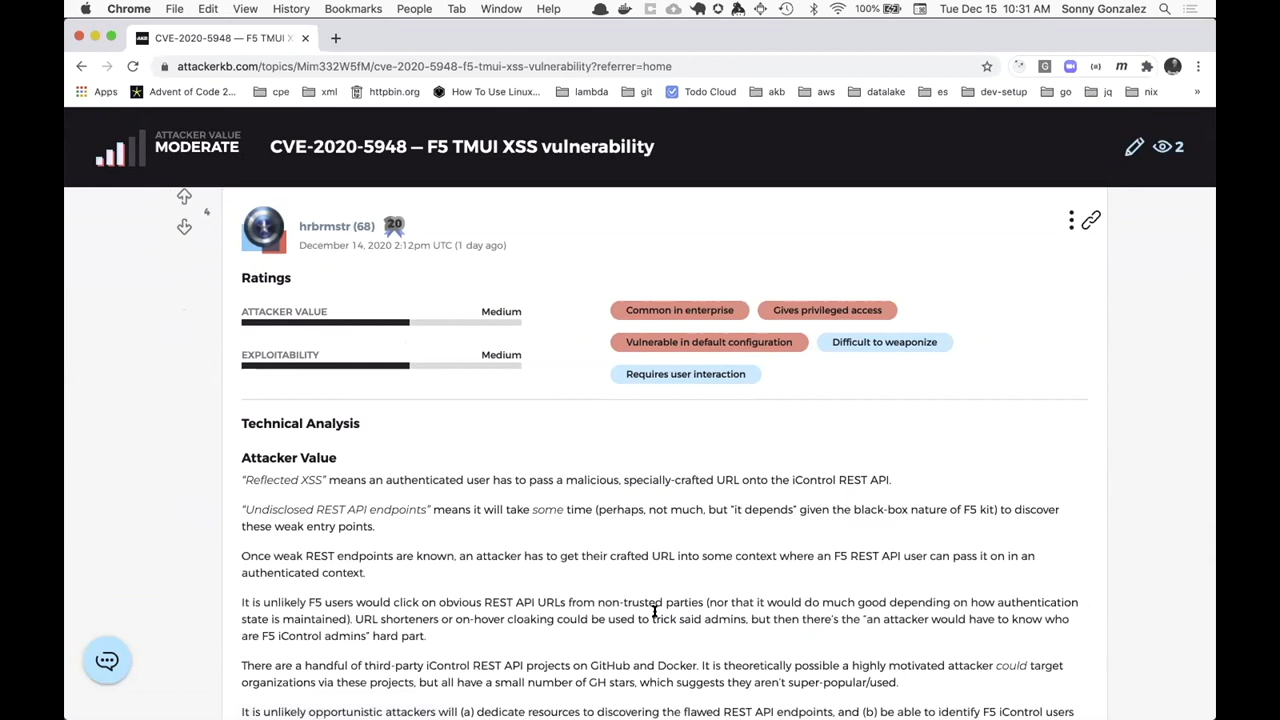 Chrome File Edit View History Bookmarks People Tab Window Help 100% Tue Dec 15 10:31 AM Sonny Gonzalez
AKB CVE-2020-5948 — F5 TMUI X
attackerkb.com/topics/Mim332W5fM/cve-2020-5948-f5-tmui-xss-vulnerability?referrer=home
Apps Advent of Code 2... cpe xml httpbin.org How To Use Linux... lambda git Todo Cloud akb aws datalake es dev-setup go jq nix »
ATTACKER VALUE
MODERATE
CVE-2020-5948 — F5 TMUI XSS vulnerability
2
4
hrbrmstr (68) 20
December 14, 2020 2:12pm UTC (1 day ago)
Ratings
ATTACKER VALUE Medium
EXPLOITABILITY Medium
Common in enterprise Gives privileged access
Vulnerable in default configuration Difficult to weaponize
Requires user interaction
Technical Analysis
Attacker Value
“Reflected XSS” means an authenticated user has to pass a malicious, specially-crafted URL onto the iControl REST API.
“Undisclosed REST API endpoints” means it will take some time (perhaps, not much, but “it depends” given the black-box nature of F5 kit) to discover
these weak entry points.
Once weak REST endpoints are known, an attacker has to get their crafted URL into some context where an F5 REST API user can pass it on in an
authenticated context.
It is unlikely F5 users would click on obvious REST API URLs from non-trusted parties (nor that it would do much good depending on how authentication
state is maintained). URL shorteners or on-hover cloaking could be used to trick said admins, but then there’s the “an attacker would have to know who
are F5 iControl admins” hard part.
There are a handful of third-party iControl REST API projects on GitHub and Docker. It is theoretically possible a highly motivated attacker could target
organizations via these projects, but all have a small number of GH stars, which suggests they aren’t super-popular/used.
It is unlikely opportunistic attackers will (a) dedicate resources to discovering the flawed REST API endpoints, and (b) be able to identify F5 iControl users